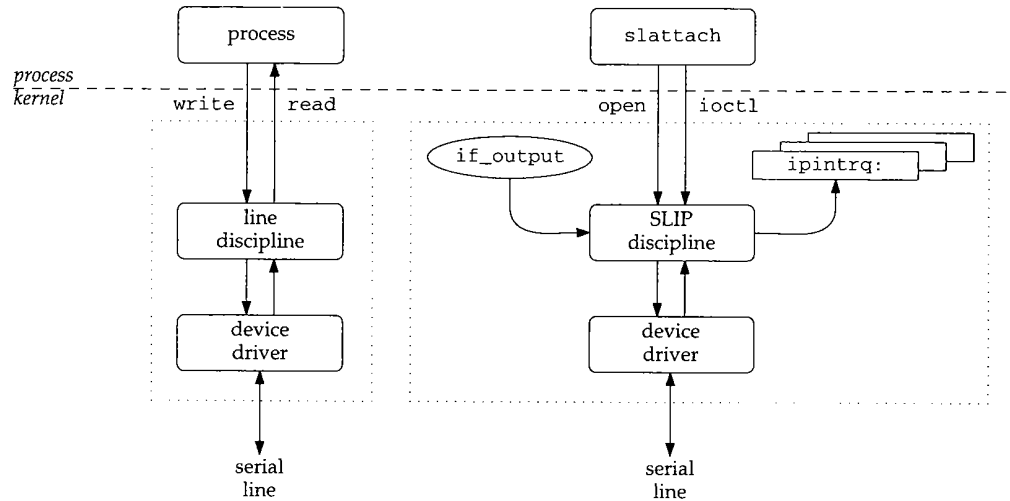 process
slattach
process
kernel
write
read
open
ioctl
if_output
ipintrq:
line
discipline
SLIP
discipline
device
driver
device
driver
serial
line
serial
line